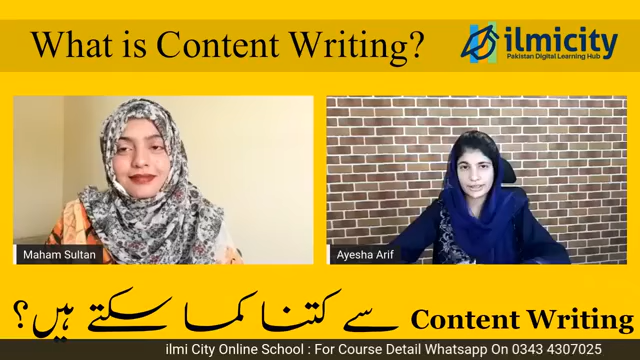 What is Content Writing?
ilmicity
Pakistan Digital Learning Hub
Maham Sultan
Ayesha Arif
Content Writing سے کتنا کما سکتے ہیں؟
ilmi City Online School : For Course Detail Whatsapp On 0343 4307025